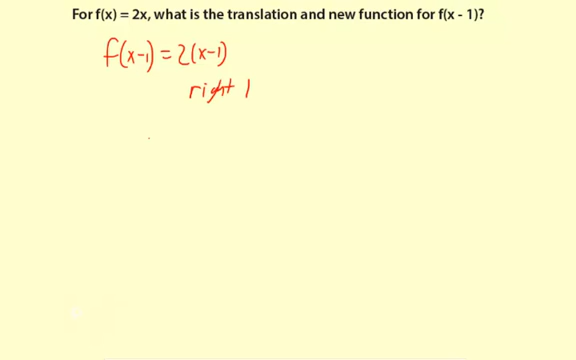 For f(x) = 2x, what is the translation and new function for f(x - 1)?
f(x-1) = 2(x-1)
right 1